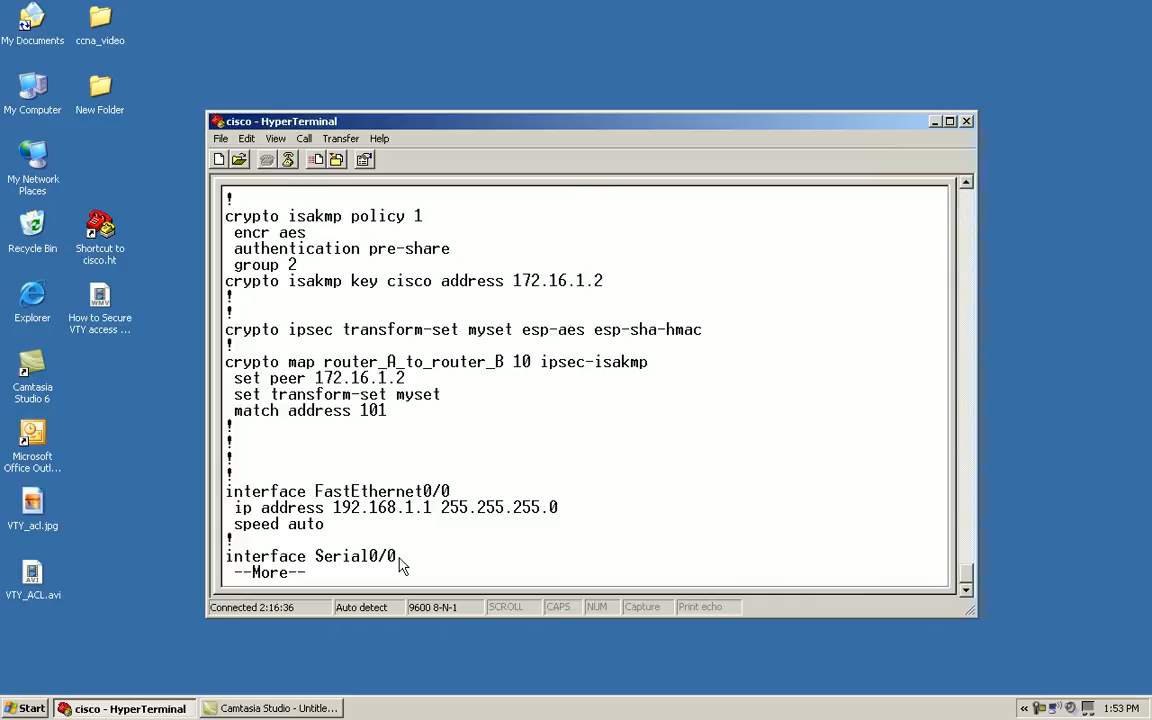 My Documents
ccna_video
My Computer
New Folder
My Network
Places
Recycle Bin
Shortcut to
cisco.ht
Explorer
How to Secure
VTY access ...
Camtasia
Studio 6
Microsoft
Office Outl...
VTY_acl.jpg
VTY_ACL.avi
cisco - HyperTerminal
File Edit View Call Transfer Help
!
crypto isakmp policy 1
encr aes
authentication pre-share
group 2
crypto isakmp key cisco address 172.16.1.2
!
!
crypto ipsec transform-set myset esp-aes esp-sha-hmac
!
crypto map router_A_to_router_B 10 ipsec-isakmp
set peer 172.16.1.2
set transform-set myset
match address 101
!
!
!
!
interface FastEthernet0/0
ip address 192.168.1.1 255.255.255.0
speed auto
!
interface Serial0/0
--More--
Connected 2:16:36 Auto detect 9600 8-N-1 SCROLL CAPS NUM Capture Print echo
Start cisco - HyperTerminal Camtasia Studio - Untitle... « 1:53 PM